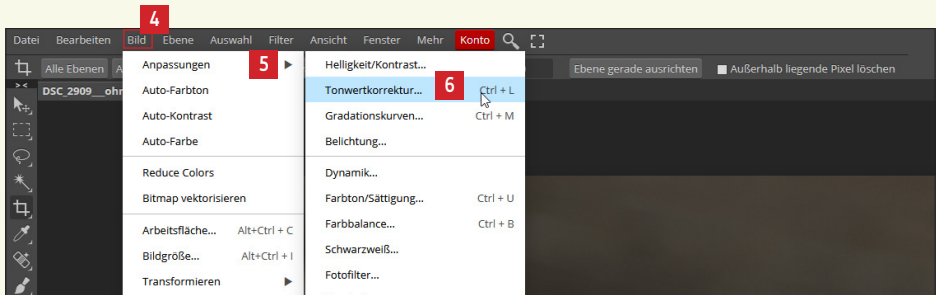 4
Datei Bearbeiten Bild Ebene Auswahl Filter Ansicht Fenster Mehr Konto
Alle Ebenen A Ebene gerade ausrichten Außerhalb liegende Pixel löschen
DSC_2909__ohn
Anpassungen 5
Auto-Farbton
Auto-Kontrast
Auto-Farbe
Reduce Colors
Bitmap vektorisieren
Arbeitsfläche... Alt+Ctrl + C
Bildgröße... Alt+Ctrl + I
Transformieren
Helligkeit/Kontrast...
Tonwertkorrektur... 6 Ctrl + L
Gradationskurven... Ctrl + M
Belichtung...
Dynamik...
Farbton/Sättigung... Ctrl + U
Farbbalance... Ctrl + B
Schwarzweiß...
Fotofilter...